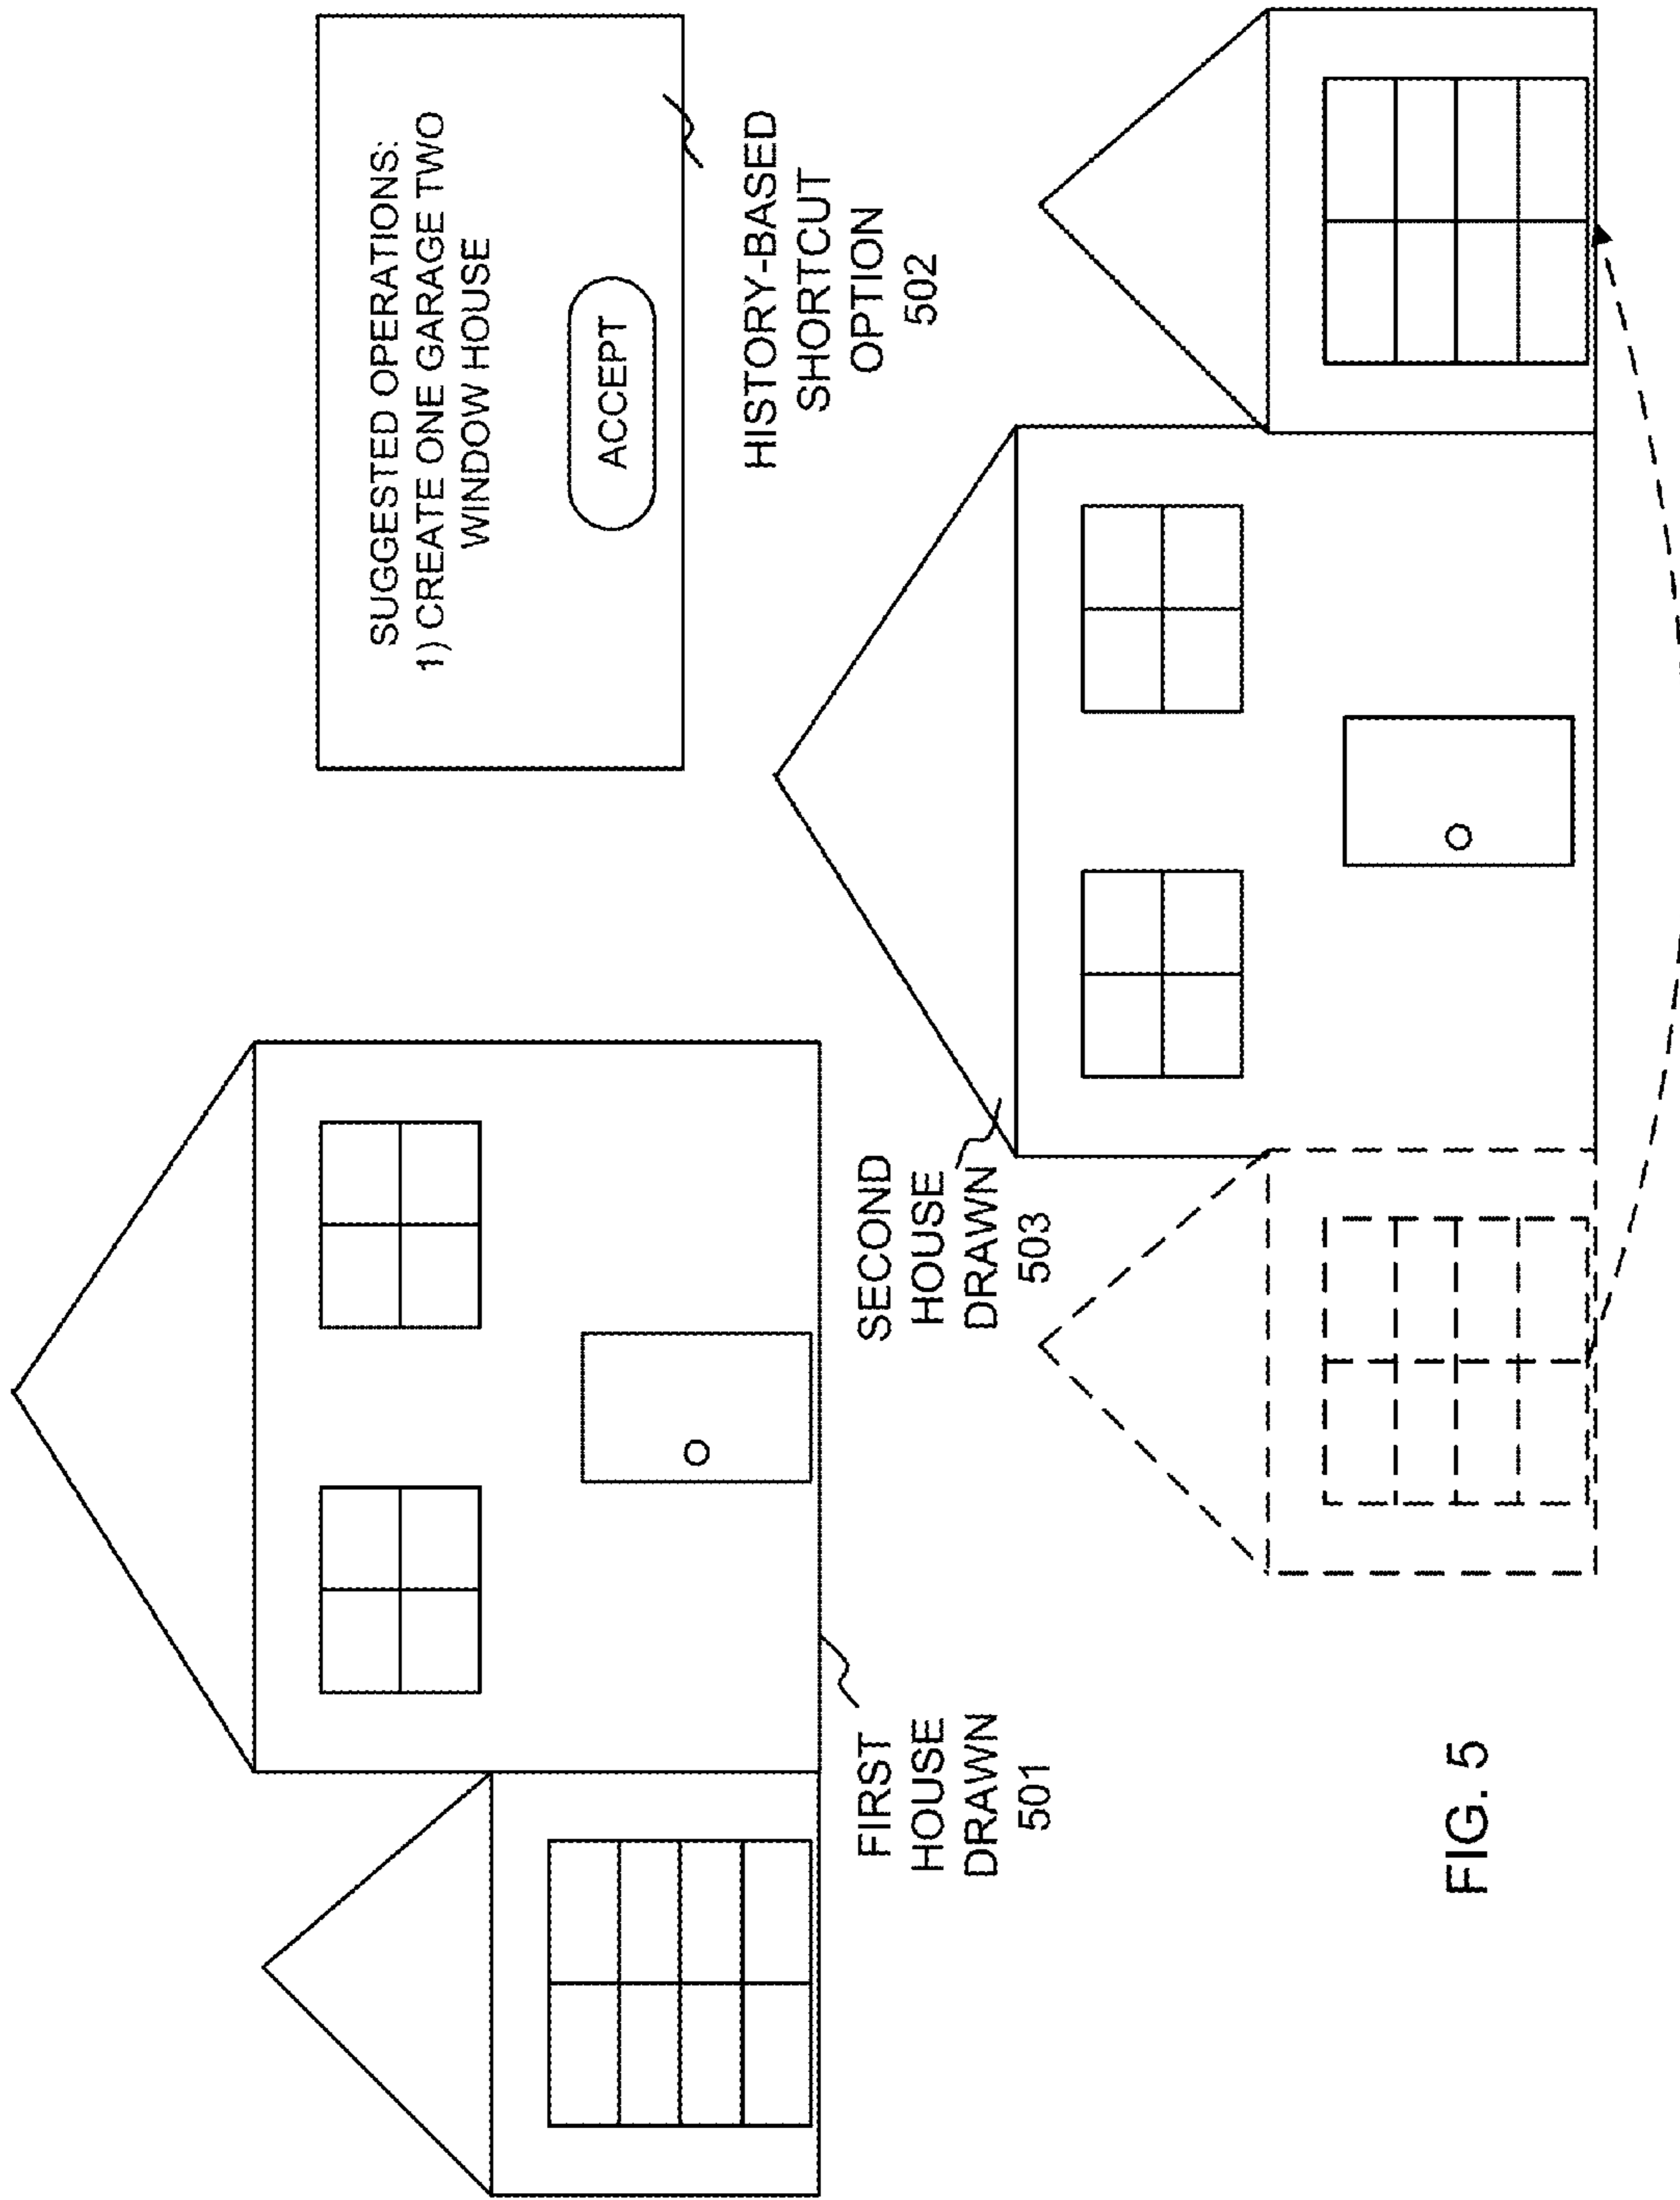 SUGGESTED OPERATIONS:
1) CREATE ONE GARAGE TWO
WINDOW HOUSE
ACCEPT
HISTORY-BASED
SHORTCUT
OPTION
502
FIRST
HOUSE
DRAWN
501
SECOND
HOUSE
DRAWN
503
FIG. 5